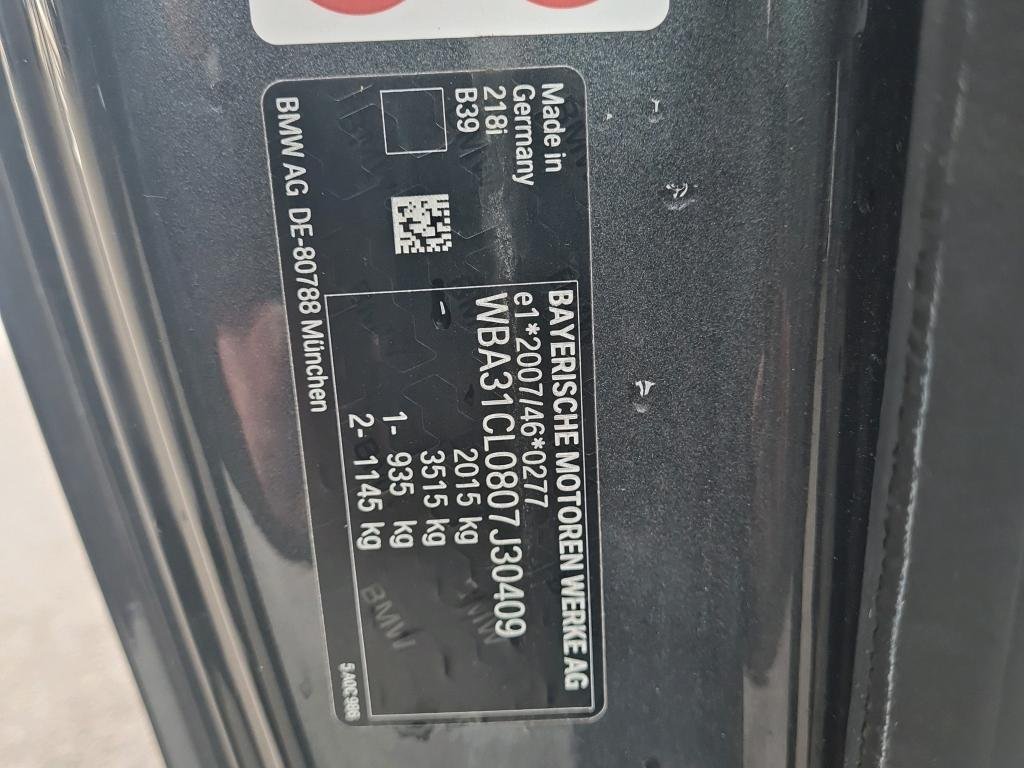 BAYERISCHE MOTOREN WERKE AG
e1*2007/46*0277
WBA31CL0807J30409
2015 kg
3515 kg
1- 935 kg
2- 1145 kg
Made in
Germany
218i
B39
BMW AG DE-80788 München
BMW